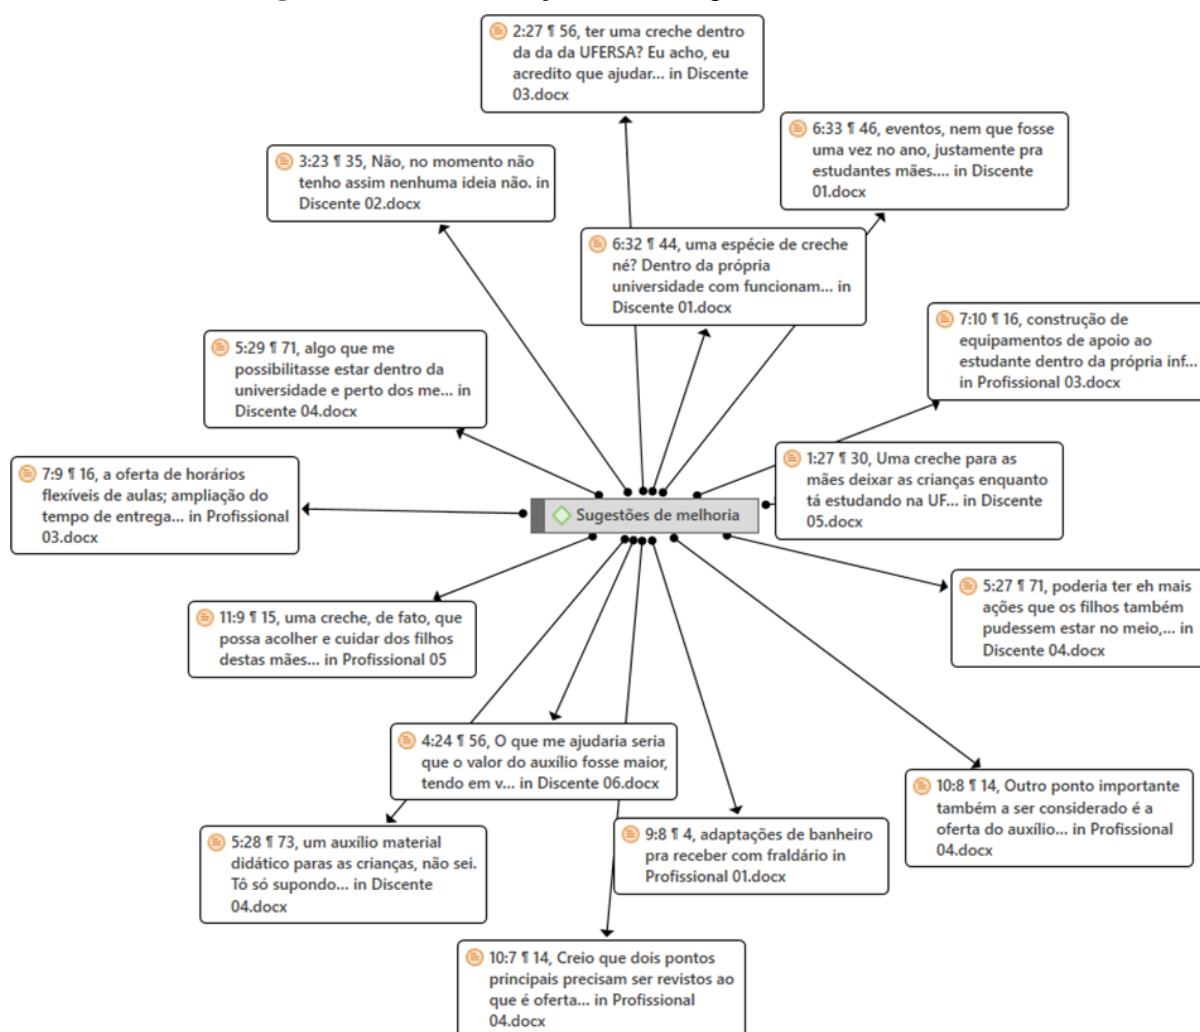 2:27 ¶ 56, ter uma creche dentro
da da da UFERSA? Eu acho, eu
acredito que ajudar... in Discente
03.docx
6:33 ¶ 46, eventos, nem que fosse
uma vez no ano, justamente pra
estudantes mães.... in Discente
01.docx
3:23 ¶ 35, Não, no momento não
tenho assim nenhuma ideia não. in
Discente 02.docx
6:32 ¶ 44, uma espécie de creche
né? Dentro da própria
universidade com funcionam... in
Discente 01.docx
7:10 ¶ 16, construção de
equipamentos de apoio ao
estudante dentro da própria inf...
in Profissional 03.docx
5:29 ¶ 71, algo que me
possibilitasse estar dentro da
universidade e perto dos me... in
Discente 04.docx
7:9 ¶ 16, a oferta de horários
flexíveis de aulas; ampliação do
tempo de entrega... in Profissional
03.docx
1:27 ¶ 30, Uma creche para as
mães deixar as crianças enquanto
tá estudando na UF... in Discente
05.docx
Sugestões de melhoria
5:27 ¶ 71, poderia ter eh mais
ações que os filhos também
pudessem estar no meio,... in
Discente 04.docx
11:9 ¶ 15, uma creche, de fato, que
possa acolher e cuidar dos filhos
destas mães... in Profissional 05
4:24 ¶ 56, O que me ajudaria seria
que o valor do auxílio fosse maior,
tendo em v... in Discente 06.docx
10:8 ¶ 14, Outro ponto importante
também a ser considerado é a
oferta do auxílio... in Profissional
04.docx
5:28 ¶ 73, um auxílio material
didático paras as crianças, não sei.
Tô só supondo... in Discente
04.docx
9:8 ¶ 4, adaptações de banheiro
pra receber com fraldário in
Profissional 01.docx
10:7 ¶ 14, Creio que dois pontos
principais precisam ser revistos ao
que é oferta... in Profissional
04.docx